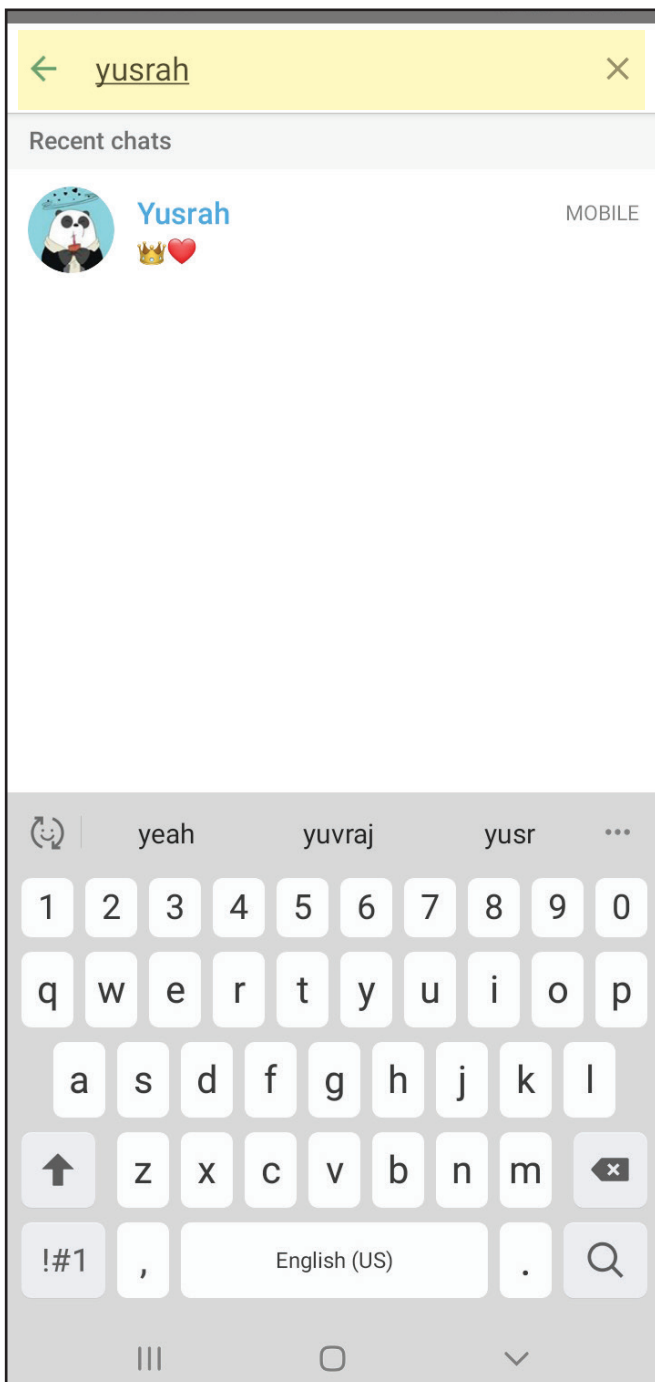 yusrah
Recent chats
Yusrah
MOBILE
👑❤️
yeah yuvraj yusr
1 2 3 4 5 6 7 8 9 0
q w e r t y u i o p
a s d f g h j k l
z x c v b n m
!#1 , English (US) .